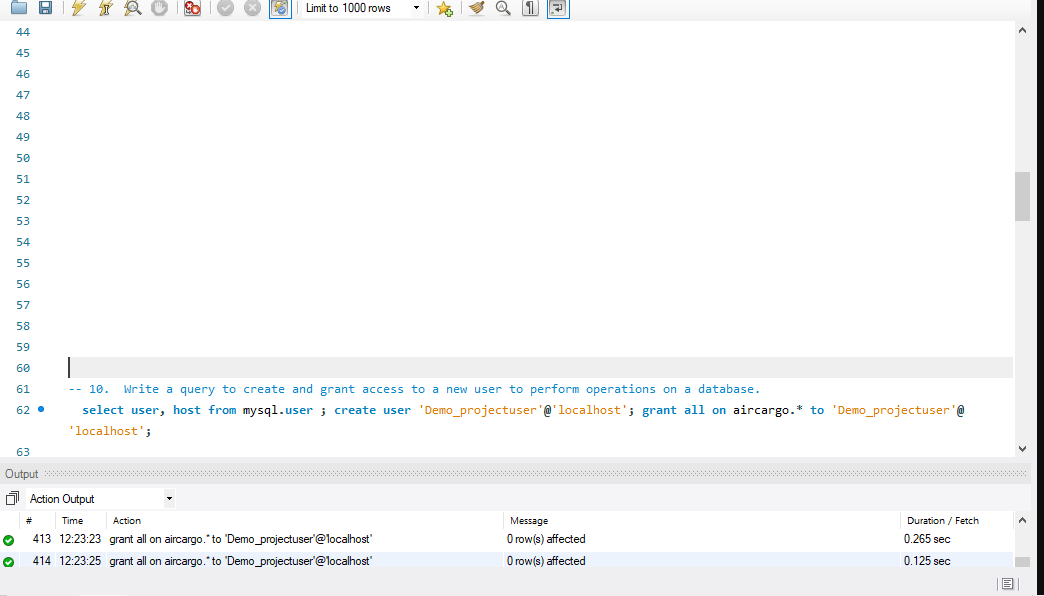 Limit to 1000 rows
44
45
46
47
48
49
50
51
52
53
54
55
56
57
58
59
60
61 -- 10.  Write a query to create and grant access to a new user to perform operations on a database.
62 select user, host from mysql.user ; create user 'Demo_projectuser'@'localhost'; grant all on aircargo.* to 'Demo_projectuser'@
'localhost';
63
Output
Action Output
# Time Action Message Duration / Fetch
413 12:23:23 grant all on aircargo.* to 'Demo_projectuser'@'localhost' 0 row(s) affected 0.265 sec
414 12:23:25 grant all on aircargo.* to 'Demo_projectuser'@'localhost' 0 row(s) affected 0.125 sec